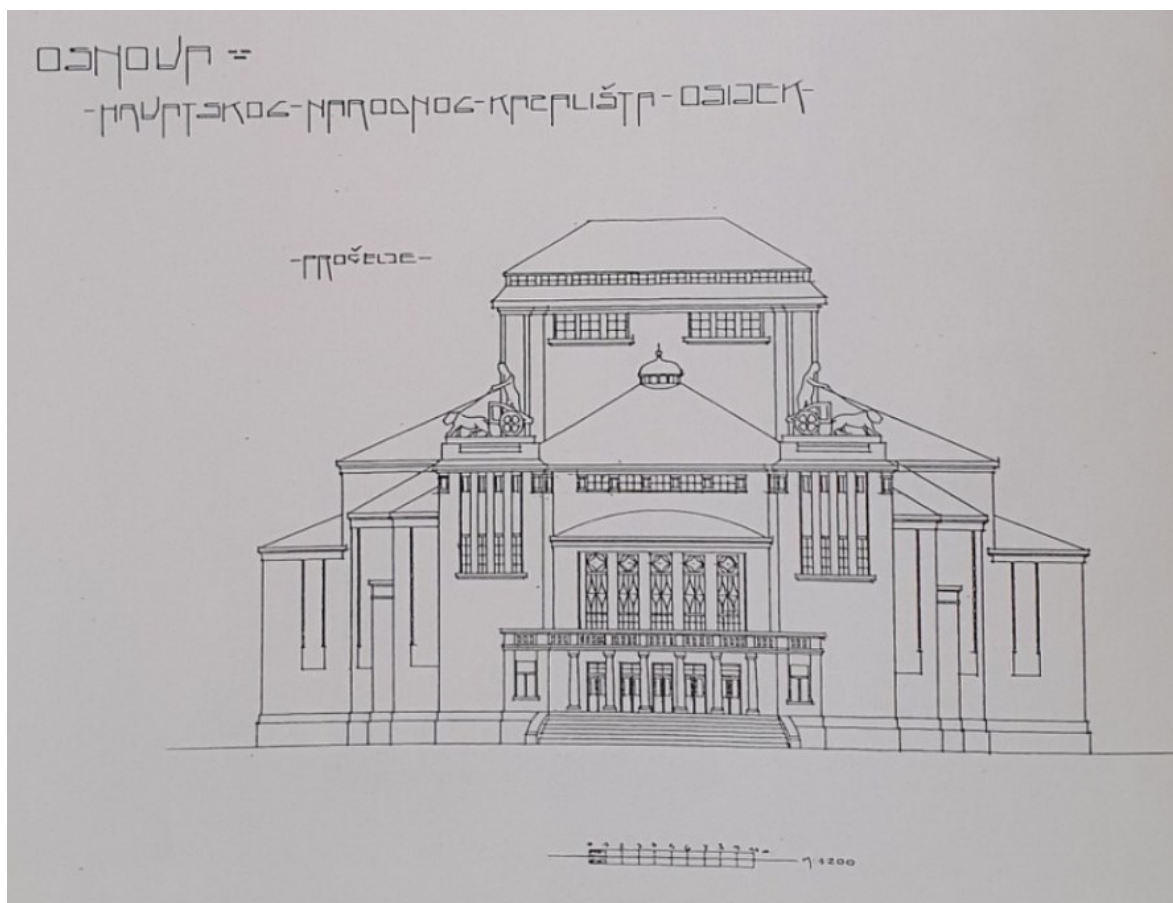 OSNOVA =
-HRVATSKOG-NARODNOG-KAZALIŠTA-OSIJEK-
-PROČELJE-
1:200